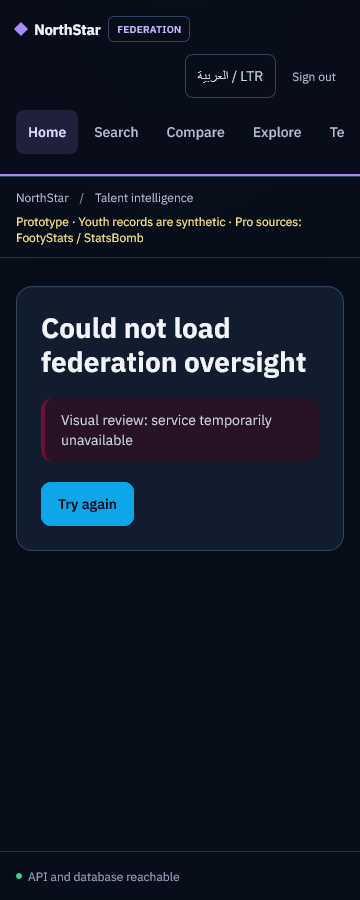 NorthStar FEDERATION
العربية / LTR Sign out
Home Search Compare Explore Te
NorthStar / Talent intelligence
Prototype · Youth records are synthetic · Pro sources:
FootyStats / StatsBomb
Could not load
federation oversight
Visual review: service temporarily
unavailable
Try again
API and database reachable